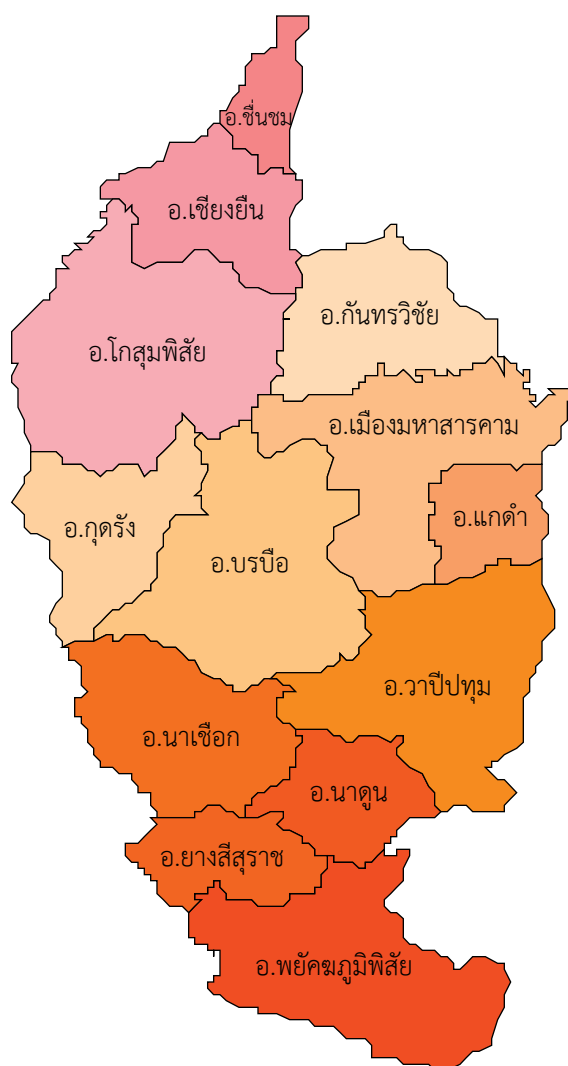 อ.ชื่นชม
อ.เชียงยืน
อ.กันทรวิชัย
อ.โกสุมพิสัย
อ.เมืองมหาสารคาม
อ.กุดรัง
อ.แกดำ
อ.บรบือ
อ.วาปีปทุม
อ.นาเชือก
อ.นาดูน
อ.ยางสีสุราช
อ.พยัคฆภูมิพิสัย